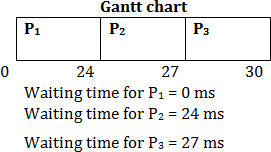 Gantt chart
P₁ P₂ P₃
0 24 27 30
Waiting time for P₁ = 0 ms
Waiting time for P₂ = 24 ms
Waiting time for P₃ = 27 ms